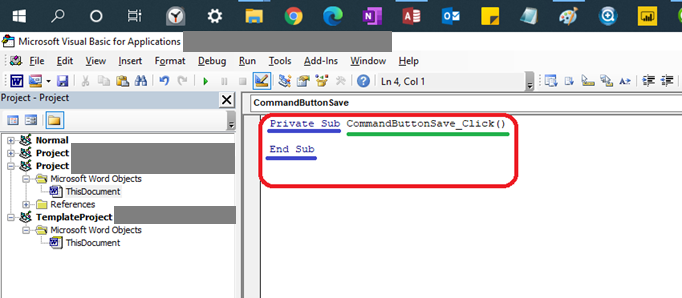 Microsoft Visual Basic for Applications
File Edit View Insert Format Debug Run Tools Add-Ins Window Help
Ln 4, Col 1
Project - Project
CommandButtonSave
Private Sub CommandButtonSave_Click()
End Sub
Normal
Project
Project
Microsoft Word Objects
ThisDocument
References
TemplateProject
Microsoft Word Objects
ThisDocument